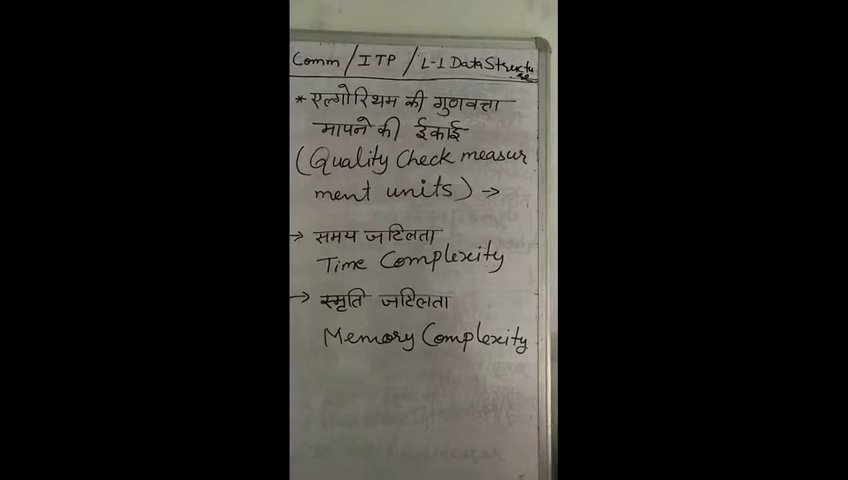 Comm / ITP / L-1 Data Structu
re
* एल्गोरिथम की गुणवत्ता
मापने की ईकाई
(Quality Check measur
ment units) →
→ समय जटिलता
Time Complexity
→ स्मृति जटिलता
Memory Complexity